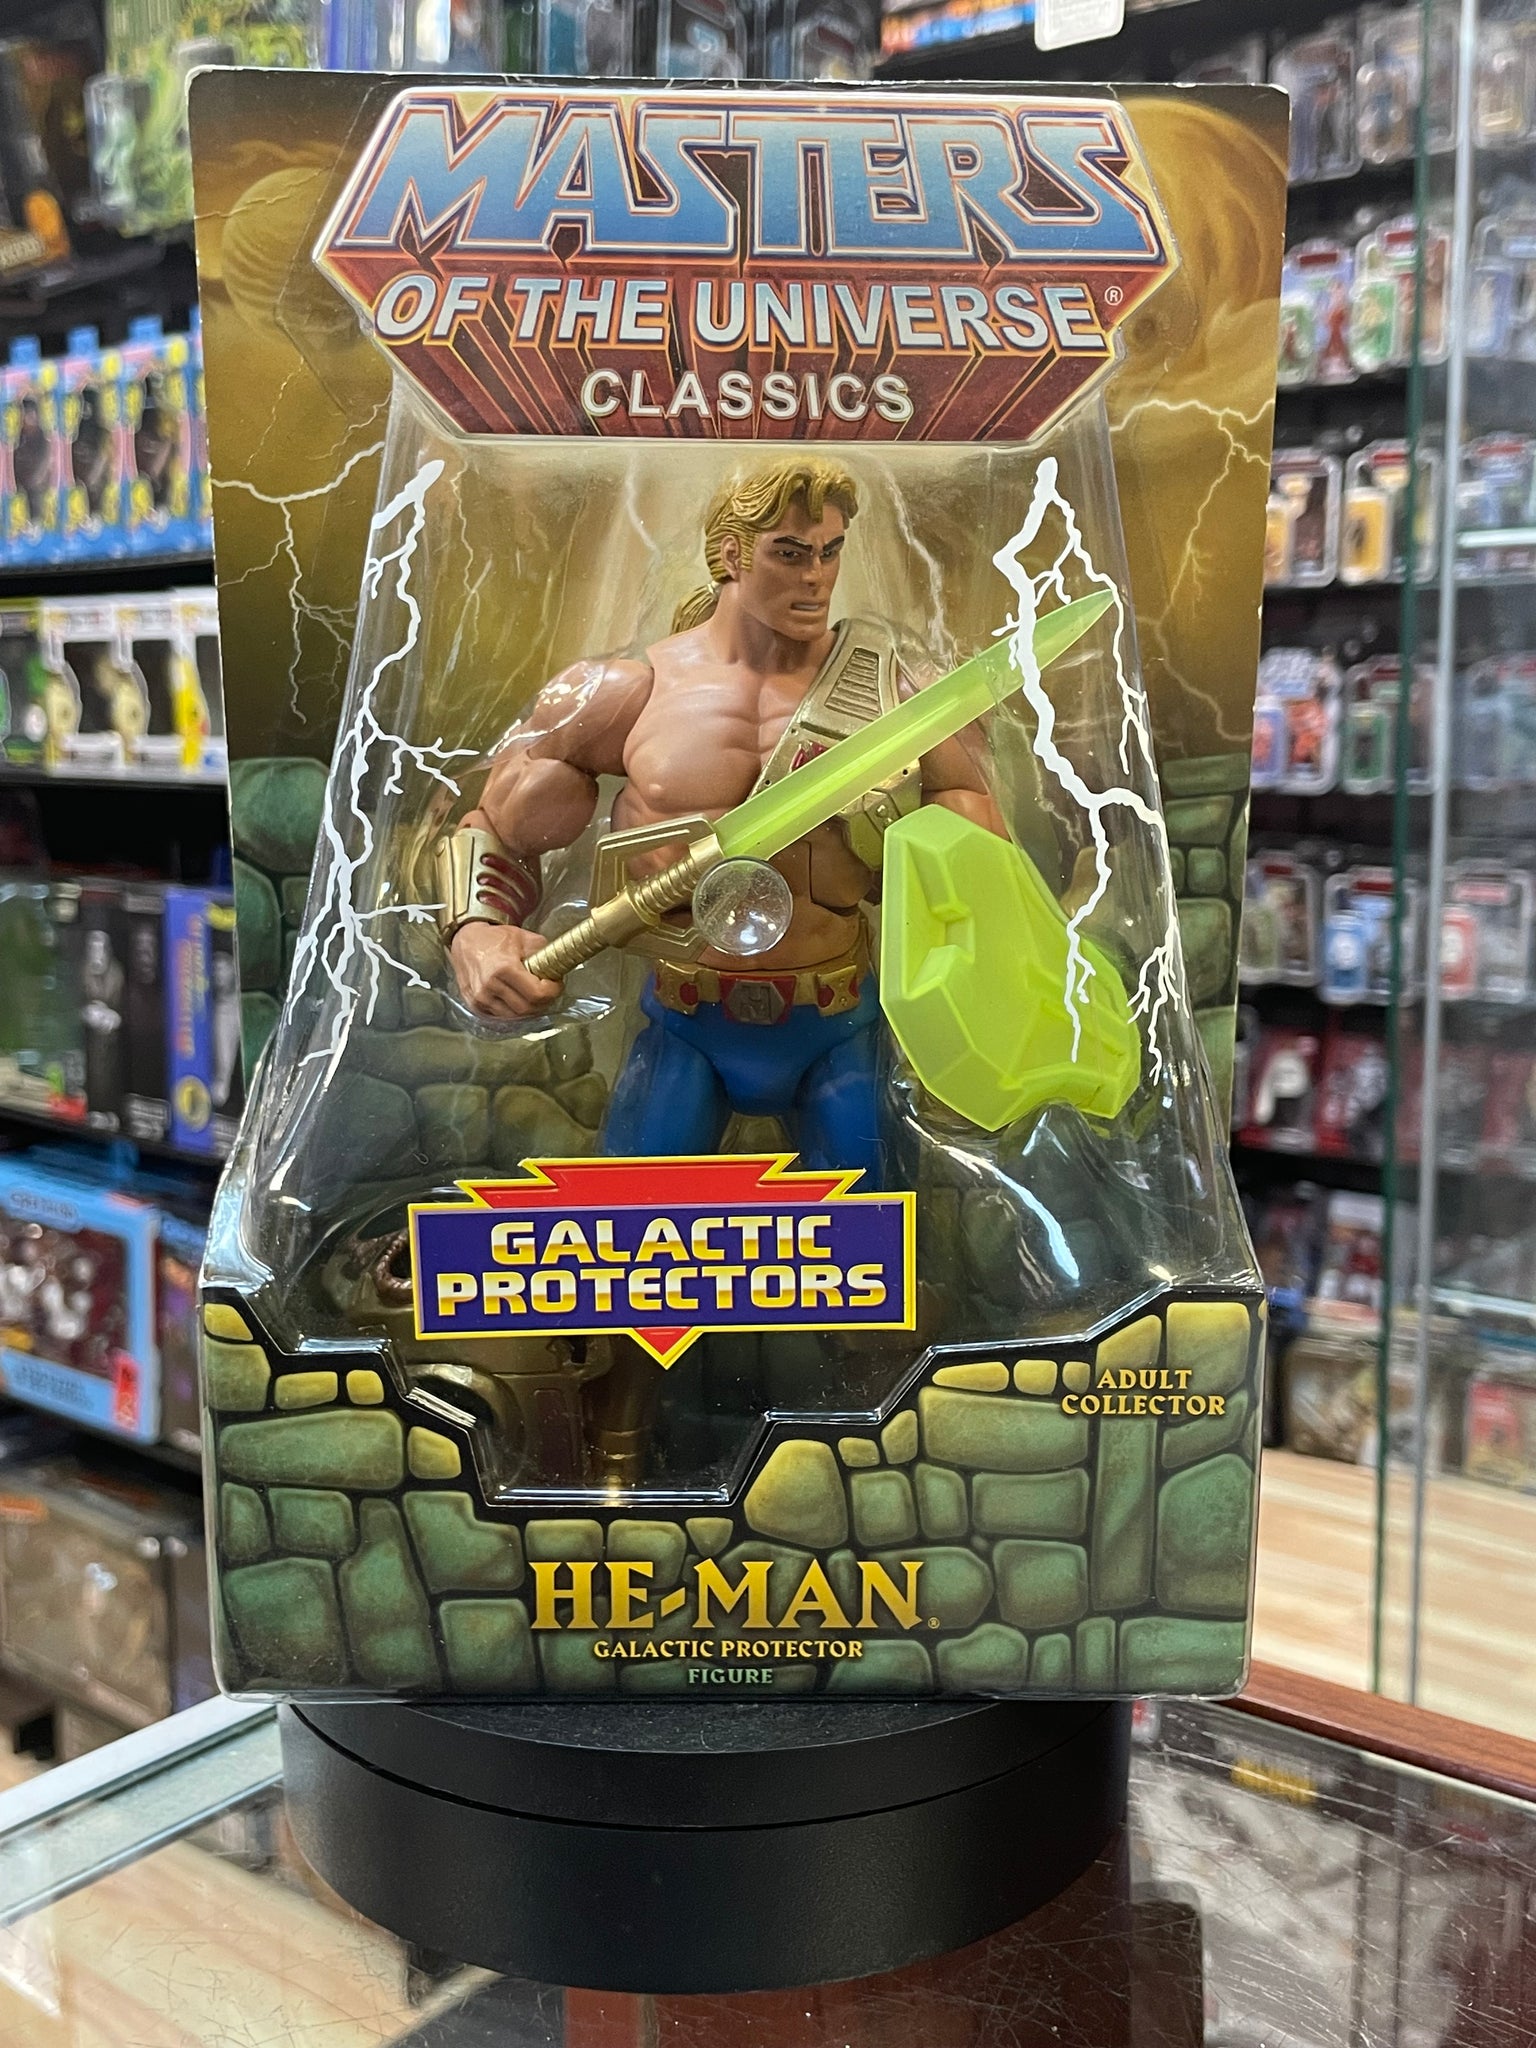 MASTERS
OF THE UNIVERSE®
CLASSICS
GALACTIC
PROTECTORS
ADULT
COLLECTOR
HE-MAN®
GALACTIC PROTECTOR
FIGURE